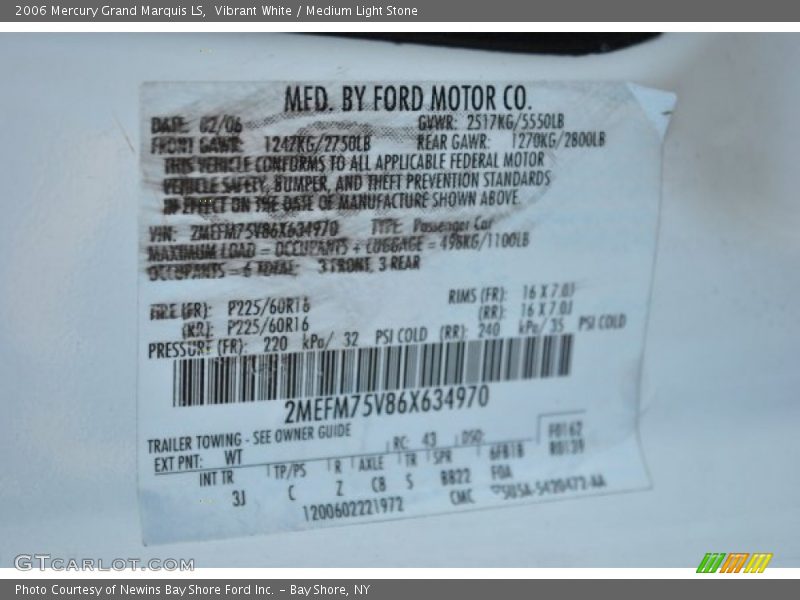 2006 Mercury Grand Marquis LS,  Vibrant White / Medium Light Stone
MFD. BY FORD MOTOR CO.
DATE: 02/06 GVWR: 2517KG/5550LB
FRONT GAWR: 1247KG/2750LB REAR GAWR: 1270KG/2800LB
THIS VEHICLE CONFORMS TO ALL APPLICABLE FEDERAL MOTOR
VEHICLE SAFETY, BUMPER, AND THEFT PREVENTION STANDARDS
IN EFFECT ON THE DATE OF MANUFACTURE SHOWN ABOVE.
VIN: 2MEFM75V86X634970 TYPE: Passenger Car
MAXIMUM LOAD = OCCUPANTS + LUGGAGE = 498KG/1100LB
OCCUPANTS = 6 TOTAL: 3 FRONT, 3 REAR
TIRE (FR): P225/60R16 RIMS (FR): 16 X 7.0J
(RR): P225/60R16 (RR): 16 X 7.0J
PRESSURE (FR): 220 kPa/ 32 PSI COLD (RR): 240 kPa/ 35 PSI COLD
2MEFM75V86X634970
TRAILER TOWING - SEE OWNER GUIDE
EXT PNT: WT RC: 43 DSO:
INT TR TP/PS R AXLE TR SPR
3J C Z C8 5 BB22
1200602221972 CMC
GTCARLOT.COM
Photo Courtesy of Newins Bay Shore Ford Inc. - Bay Shore, NY